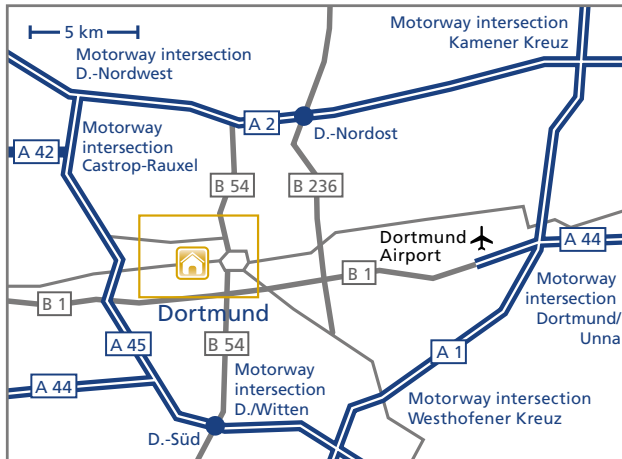 5 km
Motorway intersection
D.-Nordwest
Motorway intersection
Kamener Kreuz
A 2
D.-Nordost
Motorway
intersection
Castrop-Rauxel
A 42
B 54
B 236
Dortmund
Airport
A 44
B 1
B 1
Dortmund
Motorway
intersection
Dortmund/
Unna
A 45
B 54
A 1
A 44
Motorway
intersection
D./Witten
Motorway intersection
Westhofener Kreuz
D.-Süd